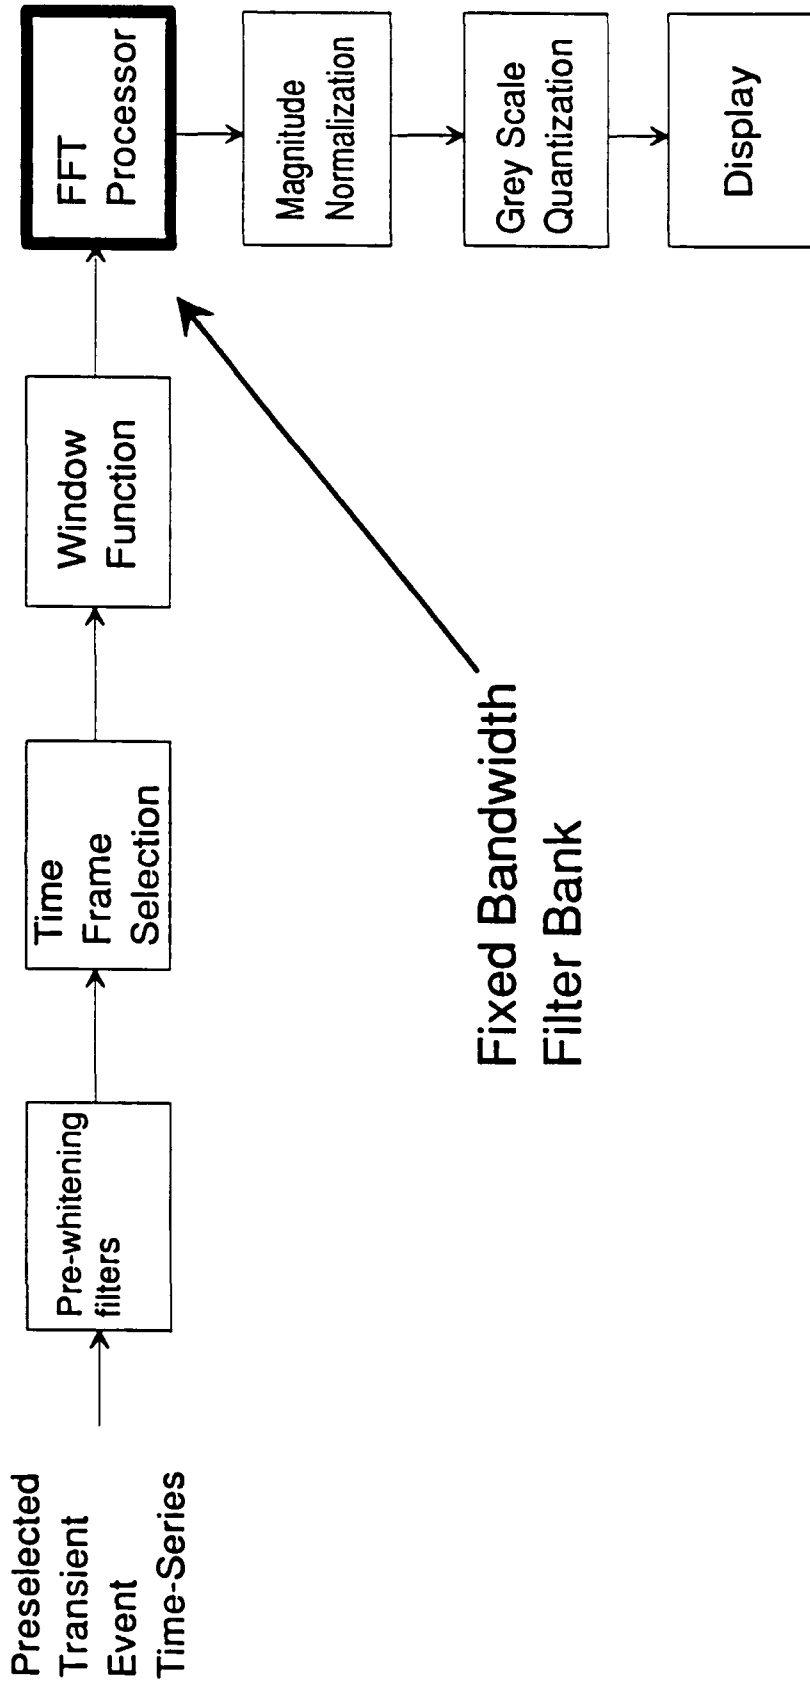 Preselected
Transient
Event
Time-Series
Pre-whitening
filters
Time
Frame
Selection
Window
Function
FFT
Processor
Magnitude
Normalization
Grey Scale
Quantization
Display
Fixed Bandwidth
Filter Bank